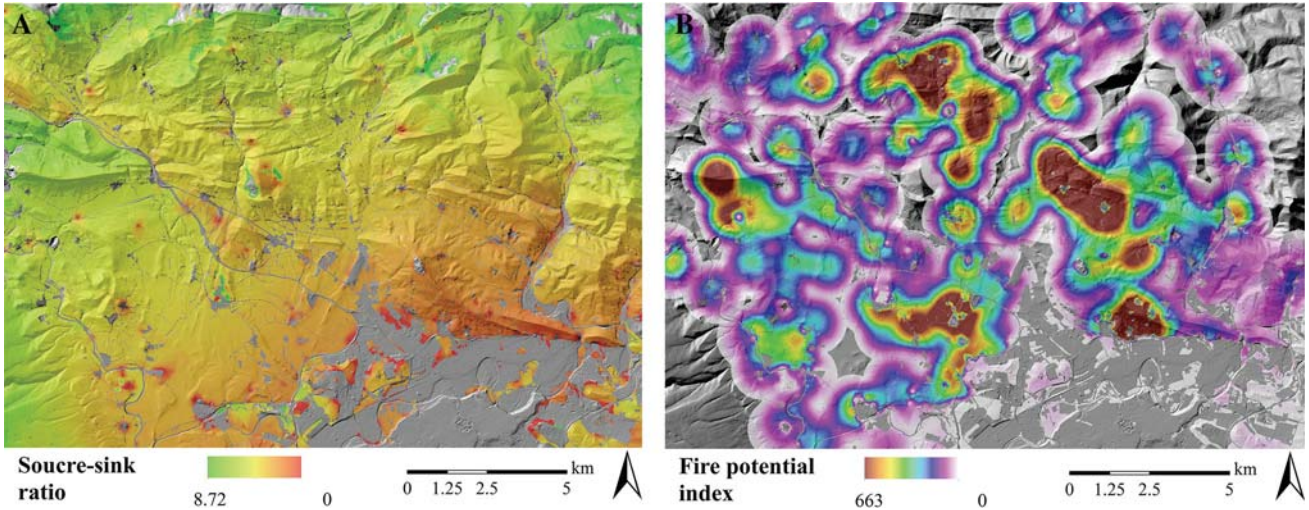 A
B
Soucre-sink
ratio
8.72 0
km
0 1.25 2.5 5
Fire potential
index
663 0
km
0 1.25 2.5 5